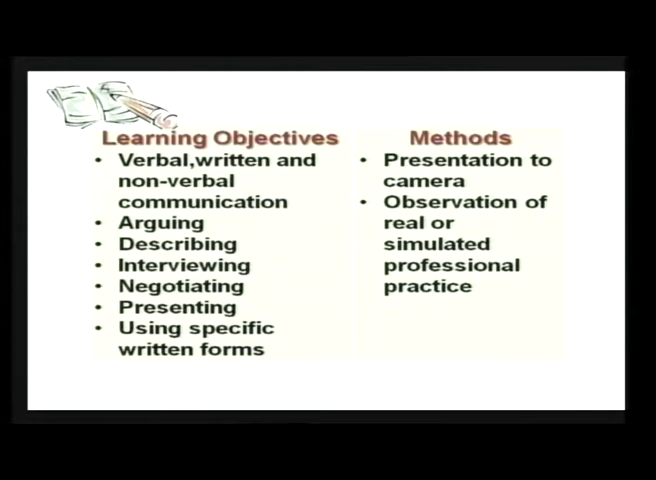 Learning Objectives
• Verbal,written and
non-verbal
communication
• Arguing
• Describing
• Interviewing
• Negotiating
• Presenting
• Using specific
written forms
Methods
• Presentation to
camera
• Observation of
real or
simulated
professional
practice